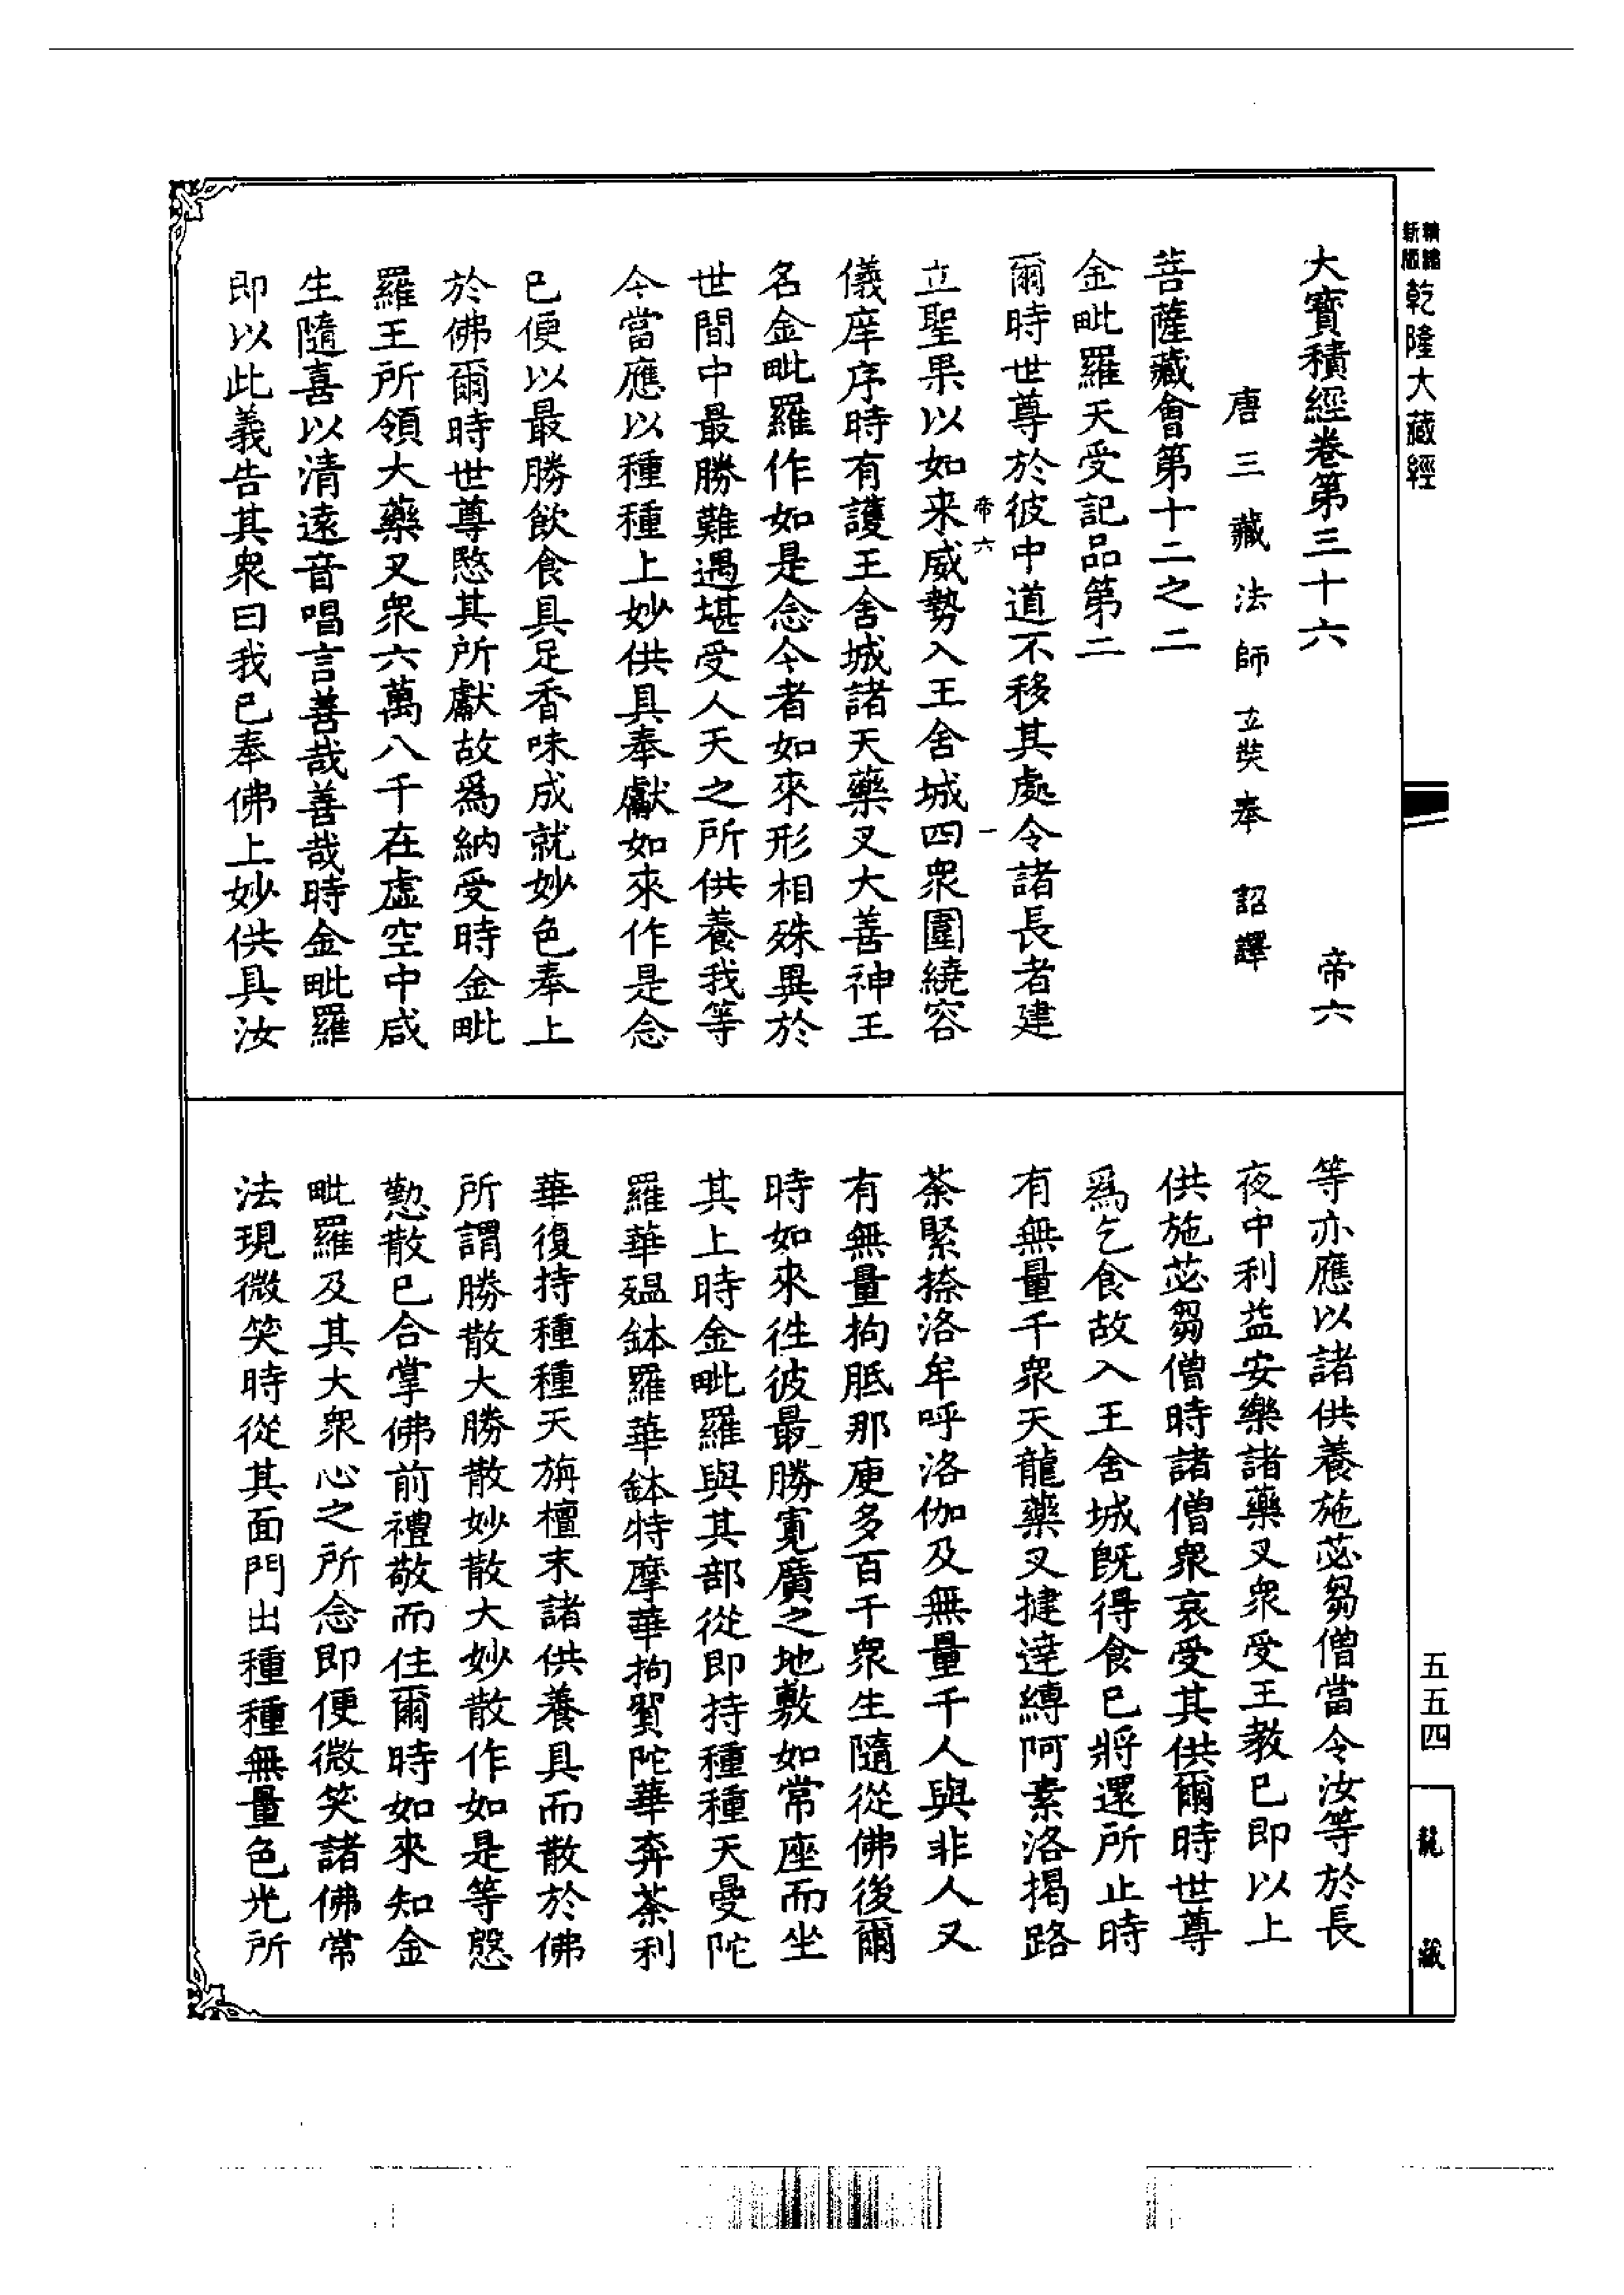 精繕新版乾隆大藏經
大寶積經卷第三十六 帝六
唐三藏法師玄奘奉 詔譯
菩薩藏會第十二之二
金毗羅天受記品第二
爾時世尊於彼中道不移其處令諸長者建
帝六 一
立聖果以如來威勢入王舍城四眾圍繞容
儀庠序時有護王舍城諸天藥叉大善神王
名金毗羅作如是念今者如來形相殊異於
世間中最勝難遇堪受人天之所供養我等
今當應以種種上妙供具奉獻如來作是念
已便以最勝飲食具足香味成就妙色奉上
於佛爾時世尊愍其所獻故為納受時金毗
羅王所領大藥叉眾六萬八千在虛空中咸
生隨喜以清遠音唱言善哉善哉時金毗羅
即以此義告其眾曰我已奉佛上妙供具汝
等亦應以諸供養施苾芻僧當令汝等於長
夜中利益安樂諸藥叉眾受王教已即以上
供施苾芻僧時諸僧眾哀受其供爾時世尊
為乞食故入王舍城既得食已將還所止時
有無量千眾天龍藥叉揵達縛阿素洛揭路
荼緊捺洛牟呼洛伽及無量千人與非人又
有無量拘胝那庾多百千眾生隨從佛後爾
時如來往彼最勝寬廣之地敷如常座而坐
其上時金毗羅與其部從即持種種天曼陀
羅華殟鉢羅華鉢特摩華拘貿陀華奔荼利
華復持種種天旃檀末諸供養具而散於佛
所謂勝散大勝散妙散大妙散作如是等慇
懃散已合掌佛前禮敬而住爾時如來知金
毗羅及其大眾心之所念即便微笑諸佛常
法現微笑時從其面門出種種無量色光所
五五四
龍藏